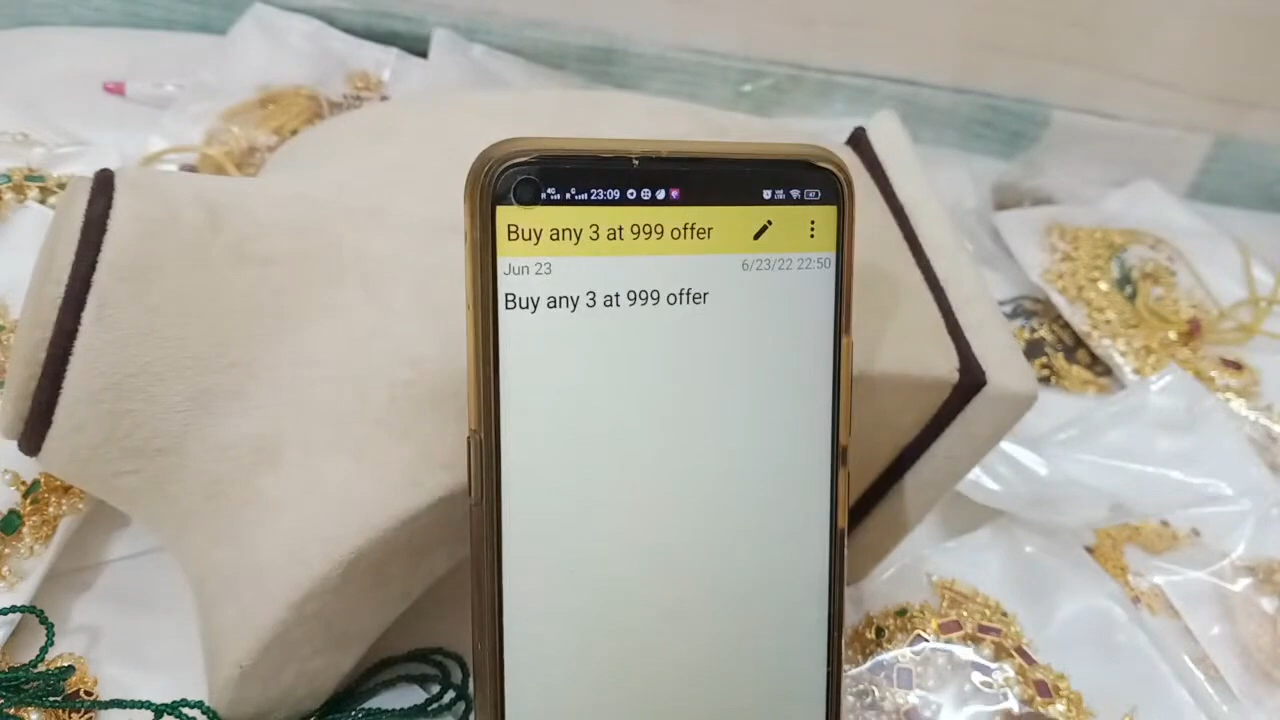 23:09
Buy any 3 at 999 offer
Jun 23 6/23/22 22:50
Buy any 3 at 999 offer